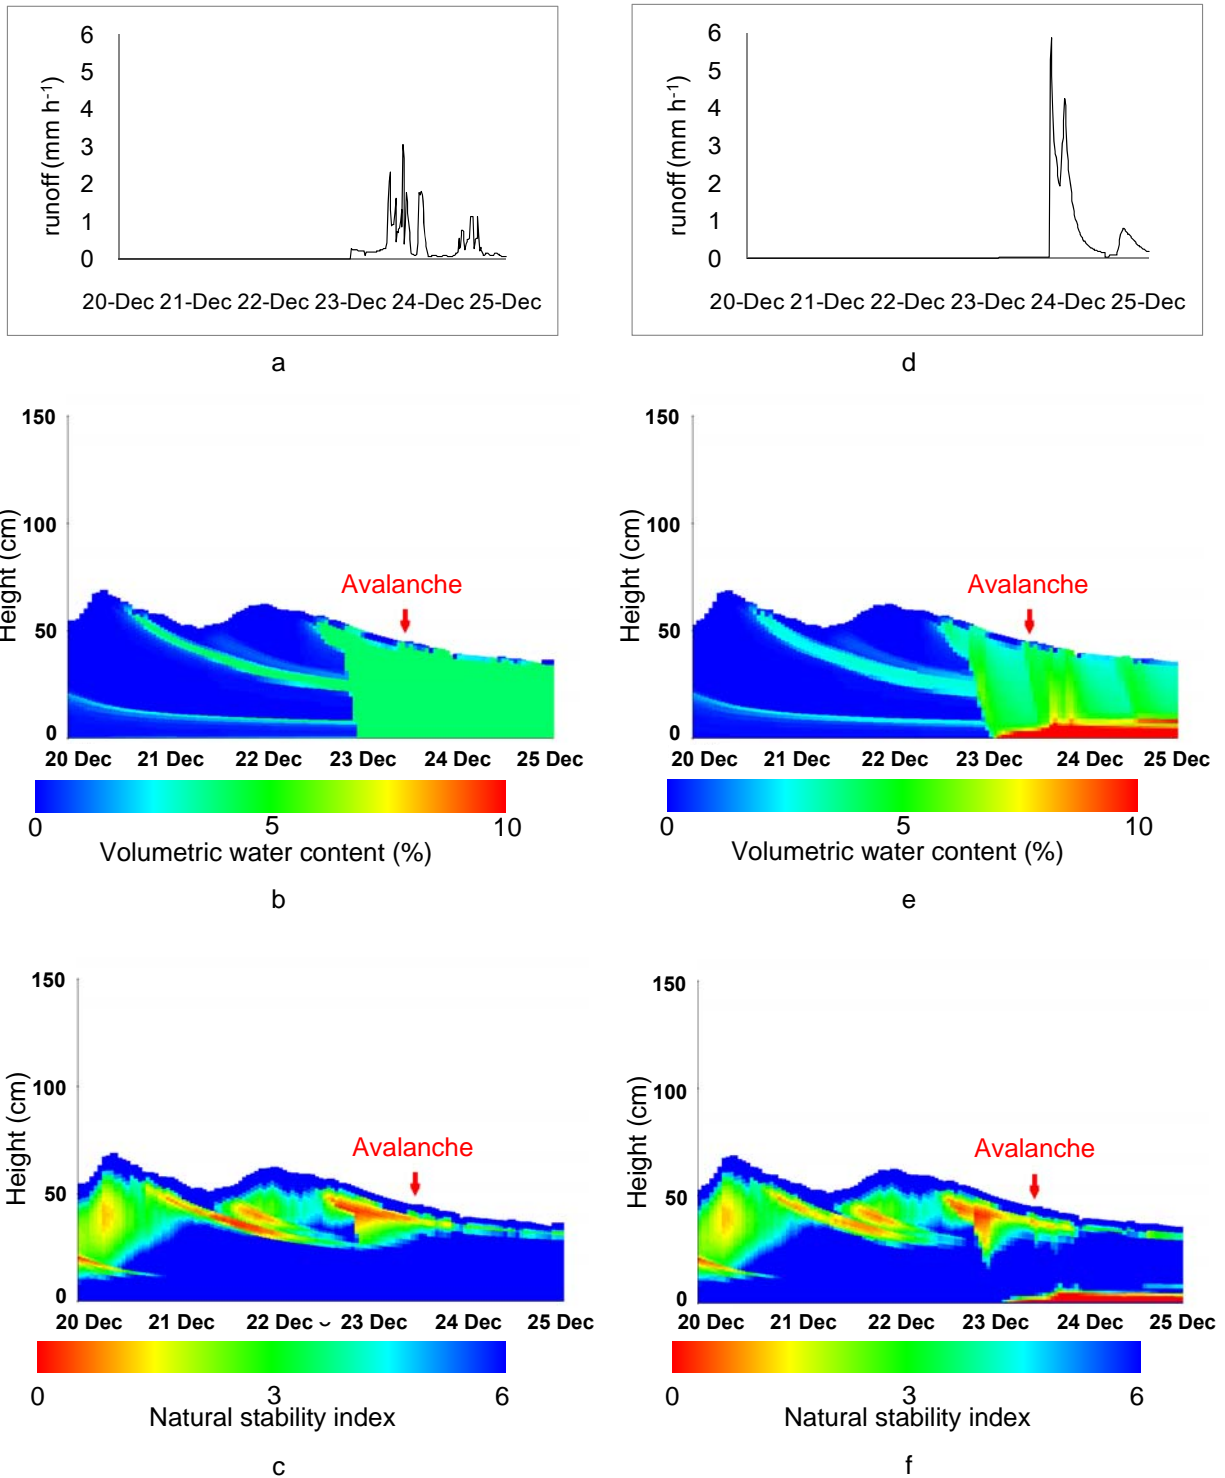 6
5
4
3
2
1
0
runoff (mm h-1)
20-Dec 21-Dec 22-Dec 23-Dec 24-Dec 25-Dec
a
6
5
4
3
2
1
0
runoff (mm h-1)
20-Dec 21-Dec 22-Dec 23-Dec 24-Dec 25-Dec
d
150
100
50
0
Height (cm)
Avalanche
20 Dec 21 Dec 22 Dec 23 Dec 24 Dec 25 Dec
0 5 10
Volumetric water content (%)
b
150
100
50
0
Height (cm)
Avalanche
20 Dec 21 Dec 22 Dec 23 Dec 24 Dec 25 Dec
0 5 10
Volumetric water content (%)
e
150
100
50
0
Height (cm)
Avalanche
20 Dec 21 Dec 22 Dec 23 Dec 24 Dec 25 Dec
0 3 6
Natural stability index
c
150
100
50
0
Height (cm)
Avalanche
20 Dec 21 Dec 22 Dec 23 Dec 24 Dec 25 Dec
0 3 6
Natural stability index
f